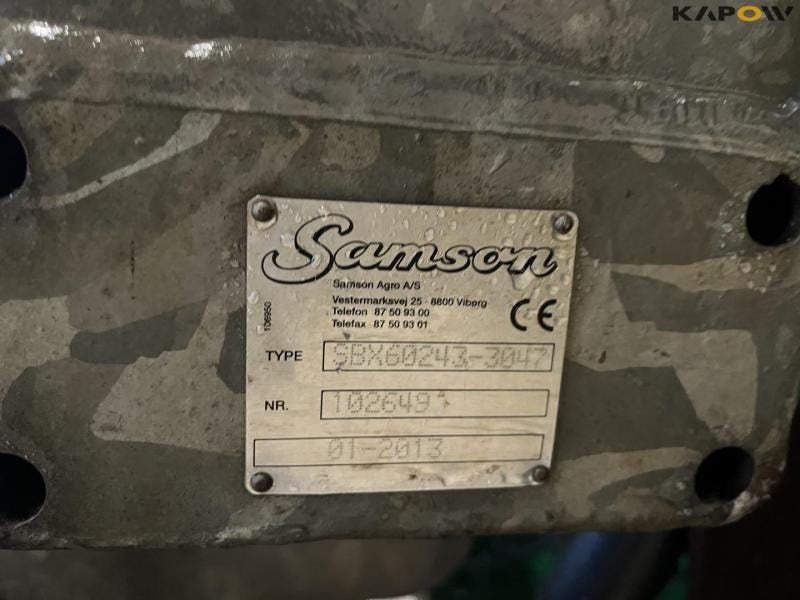 KAPOW
Samson
Samson Agro A/S
Vestermarksvej 25 · 8800 Viborg
Telefon 87 50 93 00
Telefax 87 50 93 01
CE
106950
TYPE SBX60243-3047
NR. 102649
01-2013